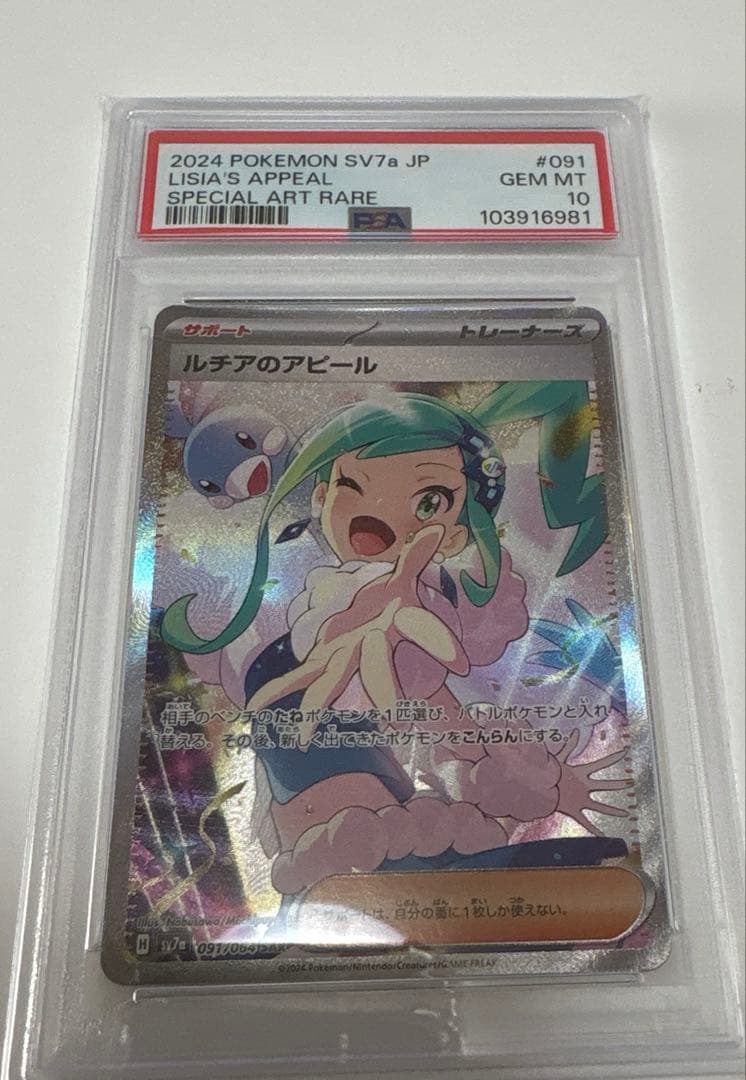 2024 POKEMON SV7a JP #091
LISIA'S APPEAL GEM MT
SPECIAL ART RARE 10
PSA 103916981
サポート トレーナーズ
ルチアのアピール
相手のベンチのたねポケモンを1匹選び、バトルポケモンと入れ
替える。その後、新しく出てきたポケモンをこんらんにする。
サポートは、自分の番に1枚しか使えない。
Illus. Nobusawa/
H sv7a 091/064 SAR
©2024 Pokémon/Nintendo/Creatures/GAME FREAK